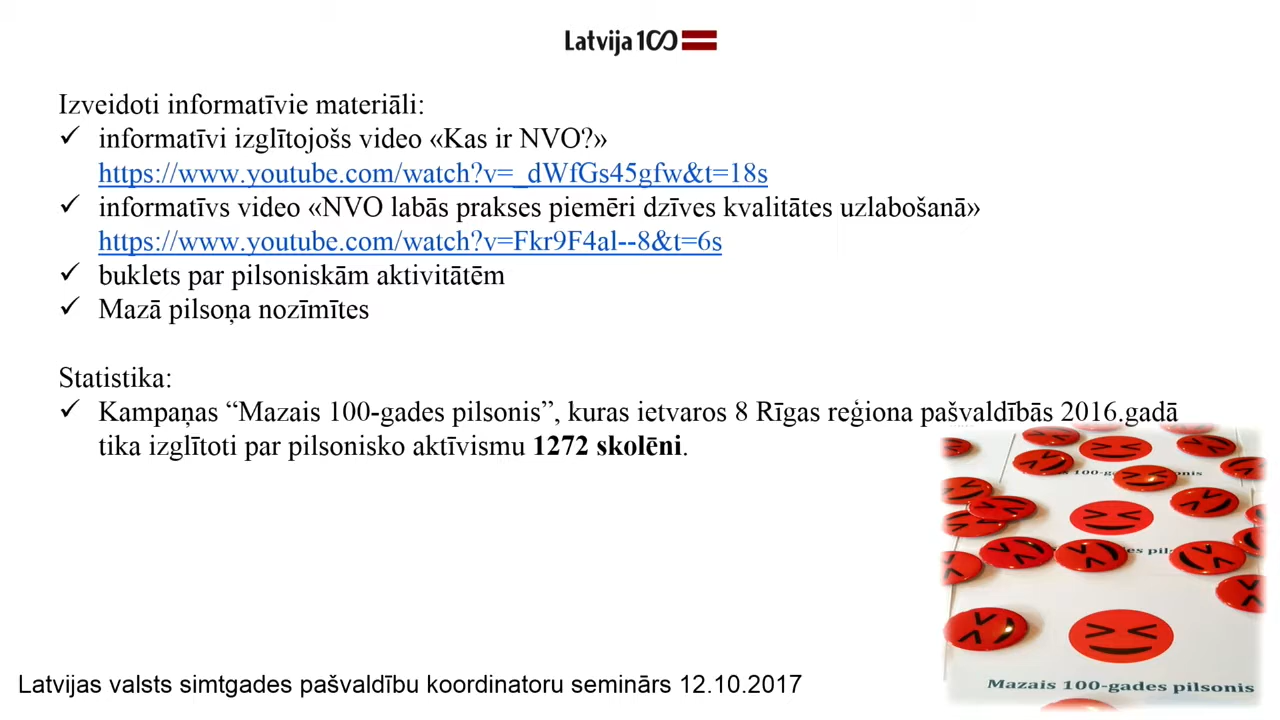 Latvija 100
Izveidoti informatīvie materiāli:
✓ informatīvi izglītojošs video «Kas ir NVO?»
https://www.youtube.com/watch?v=_dWfGs45gfw&t=18s
✓ informatīvs video «NVO labās prakses piemēri dzīves kvalitātes uzlabošanā»
https://www.youtube.com/watch?v=Fkr9F4al--8&t=6s
✓ buklets par pilsoniskām aktivitātēm
✓ Mazā pilsoņa nozīmītes
Statistika:
✓ Kampaņas “Mazais 100-gades pilsonis”, kuras ietvaros 8 Rīgas reģiona pašvaldībās 2016.gadā
tika izglītoti par pilsonisko aktīvismu 1272 skolēni.
Mazais 100-gades pilsonis
Latvijas valsts simtgades pašvaldību koordinatoru seminārs 12.10.2017